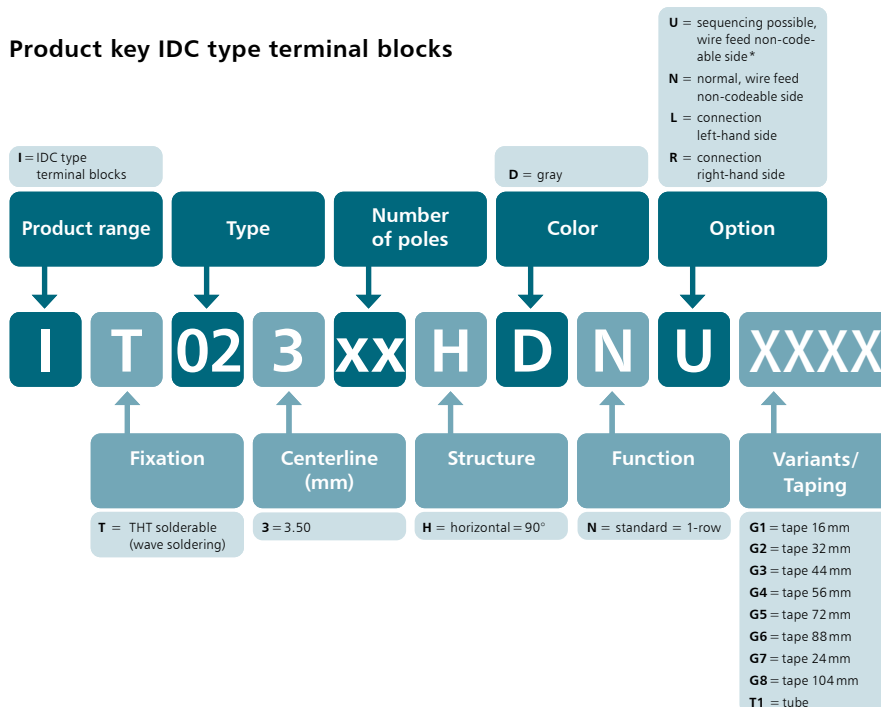 Product key IDC type terminal blocks
U = sequencing possible,
wire feed non-code-
able side*
N = normal, wire feed
non-codeable side
L = connection
left-hand side
R = connection
right-hand side
I = IDC type
terminal blocks
D = gray
Product range
Type
Number
of poles
Color
Option
I T 02 3 xx H D N U XXXX
Fixation
Centerline
(mm)
Structure
Function
Variants/
Taping
T = THT solderable
(wave soldering)
3 = 3.50
H = horizontal = 90°
N = standard = 1-row
G1 = tape 16 mm
G2 = tape 32 mm
G3 = tape 44 mm
G4 = tape 56 mm
G5 = tape 72 mm
G6 = tape 88 mm
G7 = tape 24 mm
G8 = tape 104 mm
T1 = tube